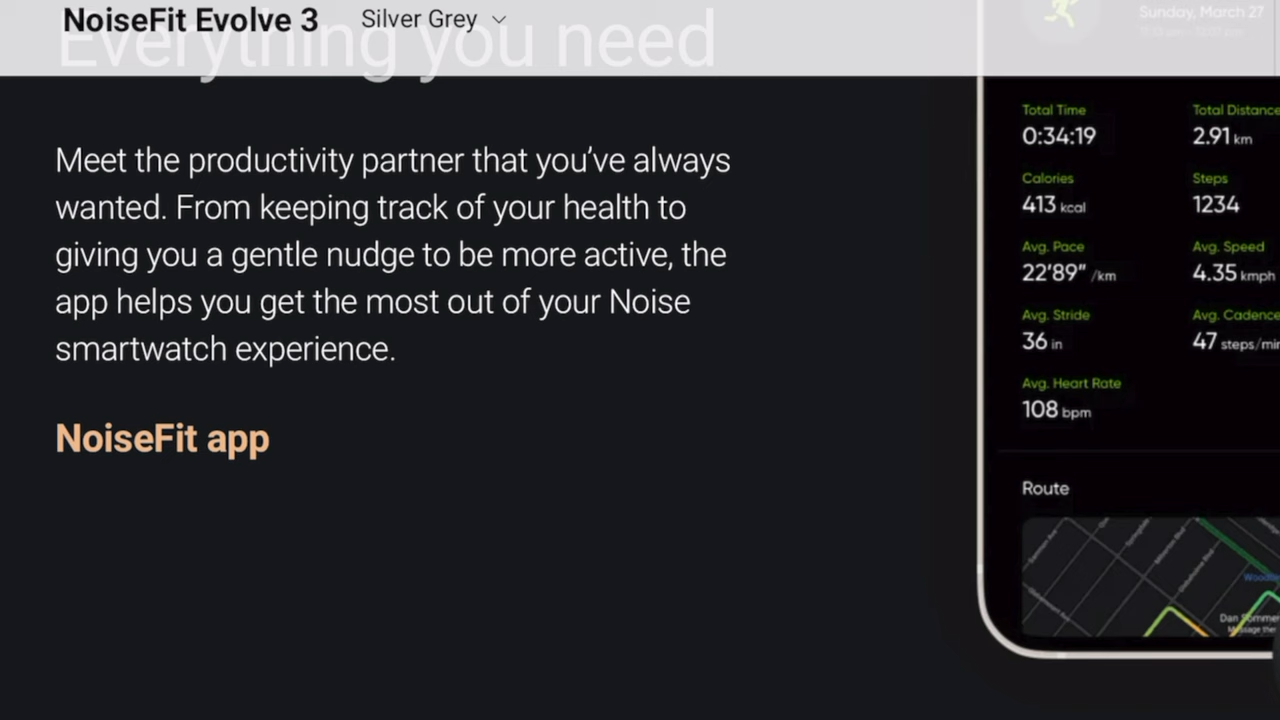 NoiseFit Evolve 3 Silver Grey
Everything you need
Meet the productivity partner that you've always
wanted. From keeping track of your health to
giving you a gentle nudge to be more active, the
app helps you get the most out of your Noise
smartwatch experience.
NoiseFit app
Sunday, March 27
Total Time Total Distance
0:34:19 2.91 km
Calories Steps
413 kcal 1234
Avg. Pace Avg. Speed
22'89" /km 4.35 kmph
Avg. Stride Avg. Cadence
36 in 47 steps/min
Avg. Heart Rate
108 bpm
Route